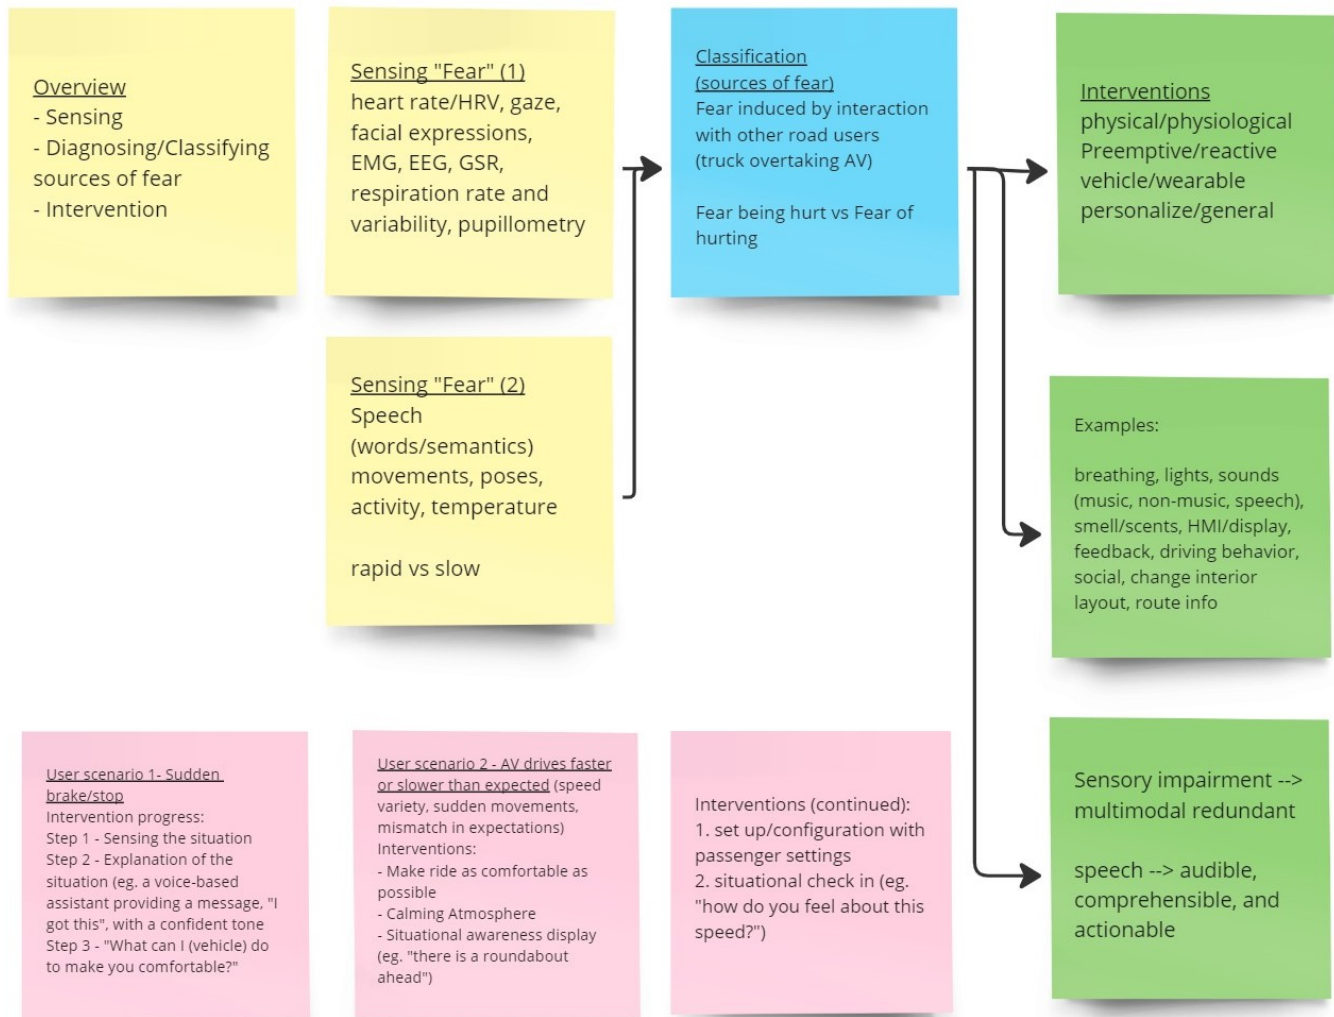 Overview
- Sensing
- Diagnosing/Classifying
sources of fear
- Intervention
Sensing "Fear" (1)
heart rate/HRV, gaze,
facial expressions,
EMG, EEG, GSR,
respiration rate and
variability, pupillometry
Classification
(sources of fear)
Fear induced by interaction
with other road users
(truck overtaking AV)
Fear being hurt vs Fear of
hurting
Interventions
physical/physiological
Preemptive/reactive
vehicle/wearable
personalize/general
Sensing "Fear" (2)
Speech
(words/semantics)
movements, poses,
activity, temperature
rapid vs slow
Examples:
breathing, lights, sounds
(music, non-music, speech),
smell/scents, HMI/display,
feedback, driving behavior,
social, change interior
layout, route info
User scenario 1- Sudden
brake/stop
Intervention progress:
Step 1 - Sensing the situation
Step 2 - Explanation of the
situation (eg. a voice-based
assistant providing a message, "I
got this", with a confident tone
Step 3 - "What can I (vehicle) do
to make you comfortable?"
User scenario 2 - AV drives faster
or slower than expected (speed
variety, sudden movements,
mismatch in expectations)
Interventions:
- Make ride as comfortable as
possible
- Calming Atmosphere
- Situational awareness display
(eg. "there is a roundabout
ahead")
Interventions (continued):
1. set up/configuration with
passenger settings
2. situational check in (eg.
"how do you feel about this
speed?")
Sensory impairment -->
multimodal redundant
speech --> audible,
comprehensible, and
actionable